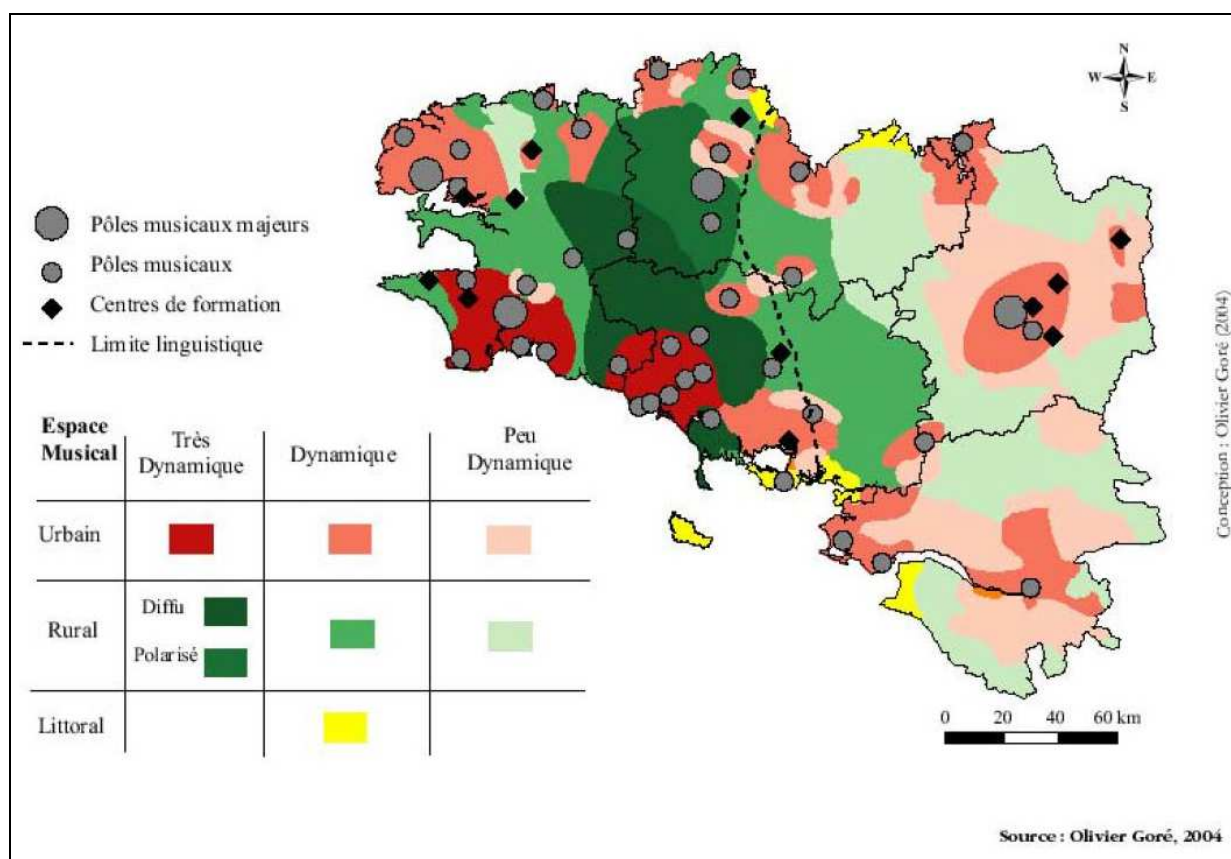 N
W E
S
Pôles musicaux majeurs
Pôles musicaux
Centres de formation
Limite linguistique
Espace
Musical
Très
Dynamique
Dynamique
Peu
Dynamique
Urbain
Rural
Diffu
Polarisé
Littoral
0 20 40 60 km
Conception : Olivier Goré (2004)
Source : Olivier Goré, 2004